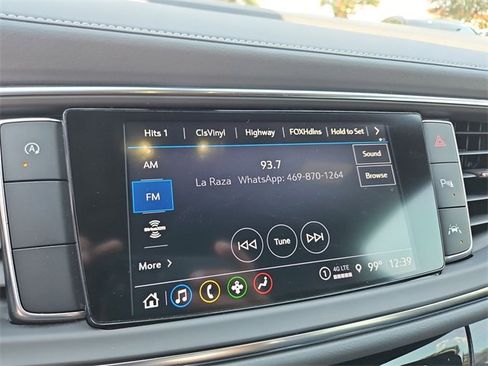 Hits 1 ClsVinyl Highway FOXHdlns Hold to Set
AM 93.7 Sound
La Raza WhatsApp: 469-870-1264 Browse
FM
Tune
More
1 4G LTE 99° 12:39